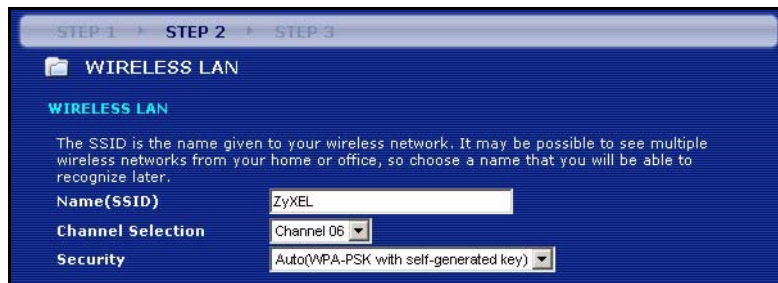 STEP 1 STEP 2 STEP 3
WIRELESS LAN
WIRELESS LAN
The SSID is the name given to your wireless network. It may be possible to see multiple
wireless networks from your home or office, so choose a name that you will be able to
recognize later.
Name(SSID) ZyXEL
Channel Selection Channel 06
Security Auto(WPA-PSK with self-generated key)